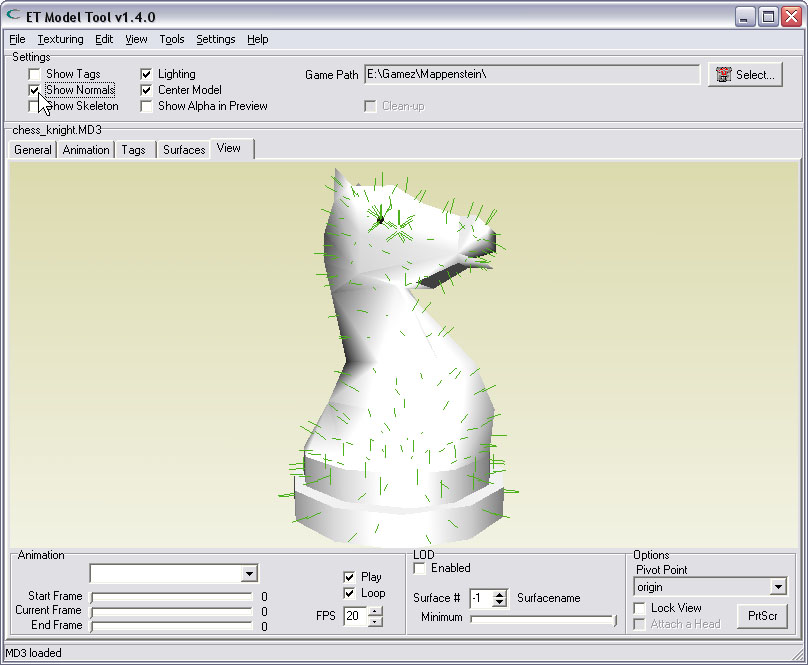 ET Model Tool v1.4.0
File Texturing Edit View Tools Settings Help
Settings
Show Tags
Lighting
Game Path E:\Gamez\Mappenstein\ Select...
Show Normals
Center Model
Show Skeleton
Show Alpha in Preview
Clean-up
chess_knight.MD3
General Animation Tags Surfaces View
Animation
Play
Loop
Start Frame 0
Current Frame 0
End Frame 0
FPS 20
LOD
Enabled
Surface # -1 Surfacename
Minimum
Options
Pivot Point
origin
Lock View
Attach a Head
PrtScr
MD3 loaded